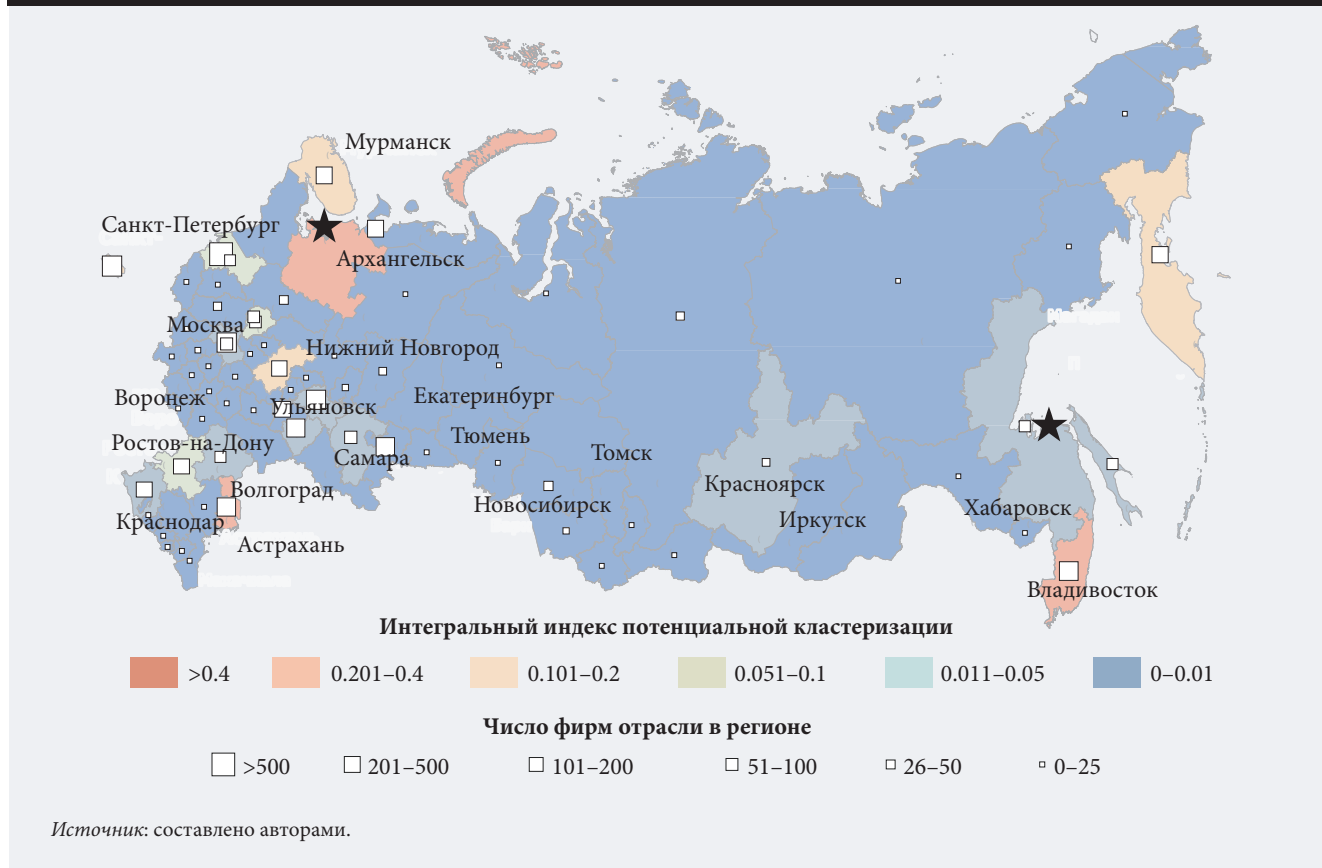 Мурманск
Санкт-Петербург
Архангельск
Москва
Нижний Новгород
Воронеж
Ульяновск
Екатеринбург
Ростов-на-Дону
Тюмень
Самара
Томск
Волгоград
Новосибирск
Красноярск
Иркутск
Хабаровск
Краснодар
Астрахань
Владивосток
Интегральный индекс потенциальной кластеризации
>0.4 0.201–0.4 0.101–0.2 0.051–0.1 0.011–0.05 0–0.01
Число фирм отрасли в регионе
>500 201–500 101–200 51–100 26–50 0–25
Источник: составлено авторами.